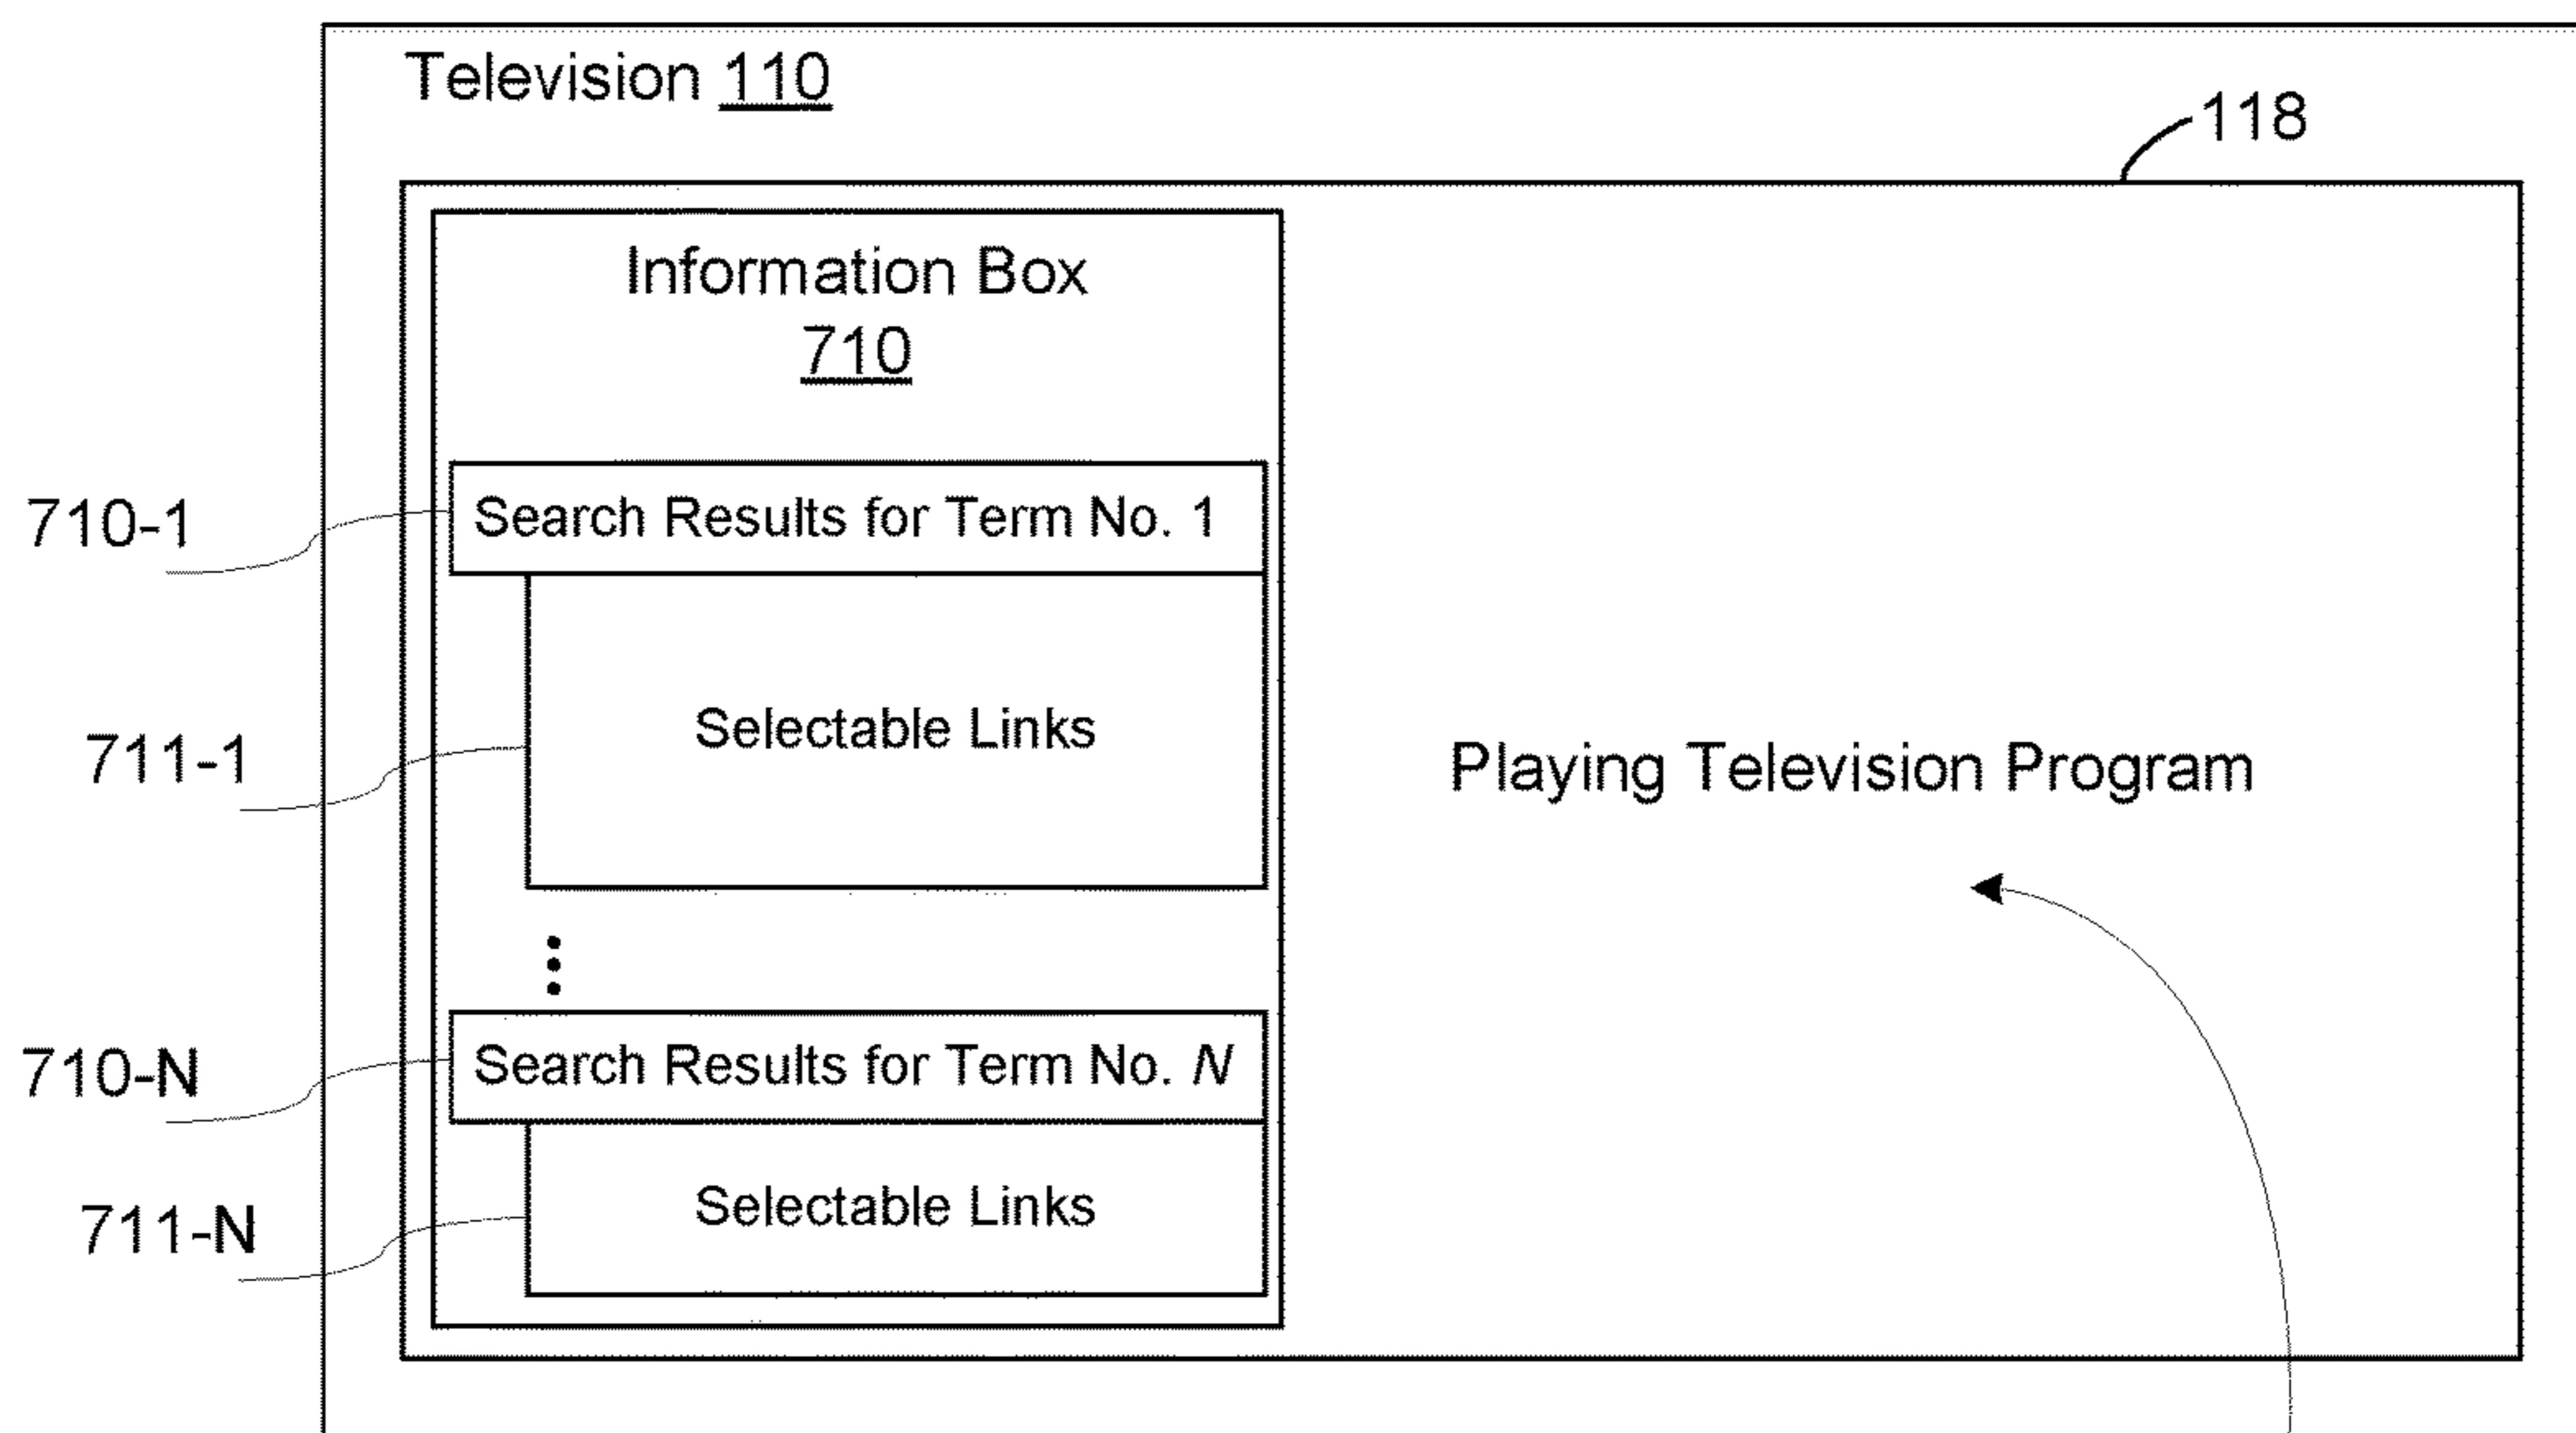 Television 110
118
Information Box
710
710-1
Search Results for Term No. 1
711-1
Selectable Links
Playing Television Program
710-N
Search Results for Term No. N
711-N
Selectable Links